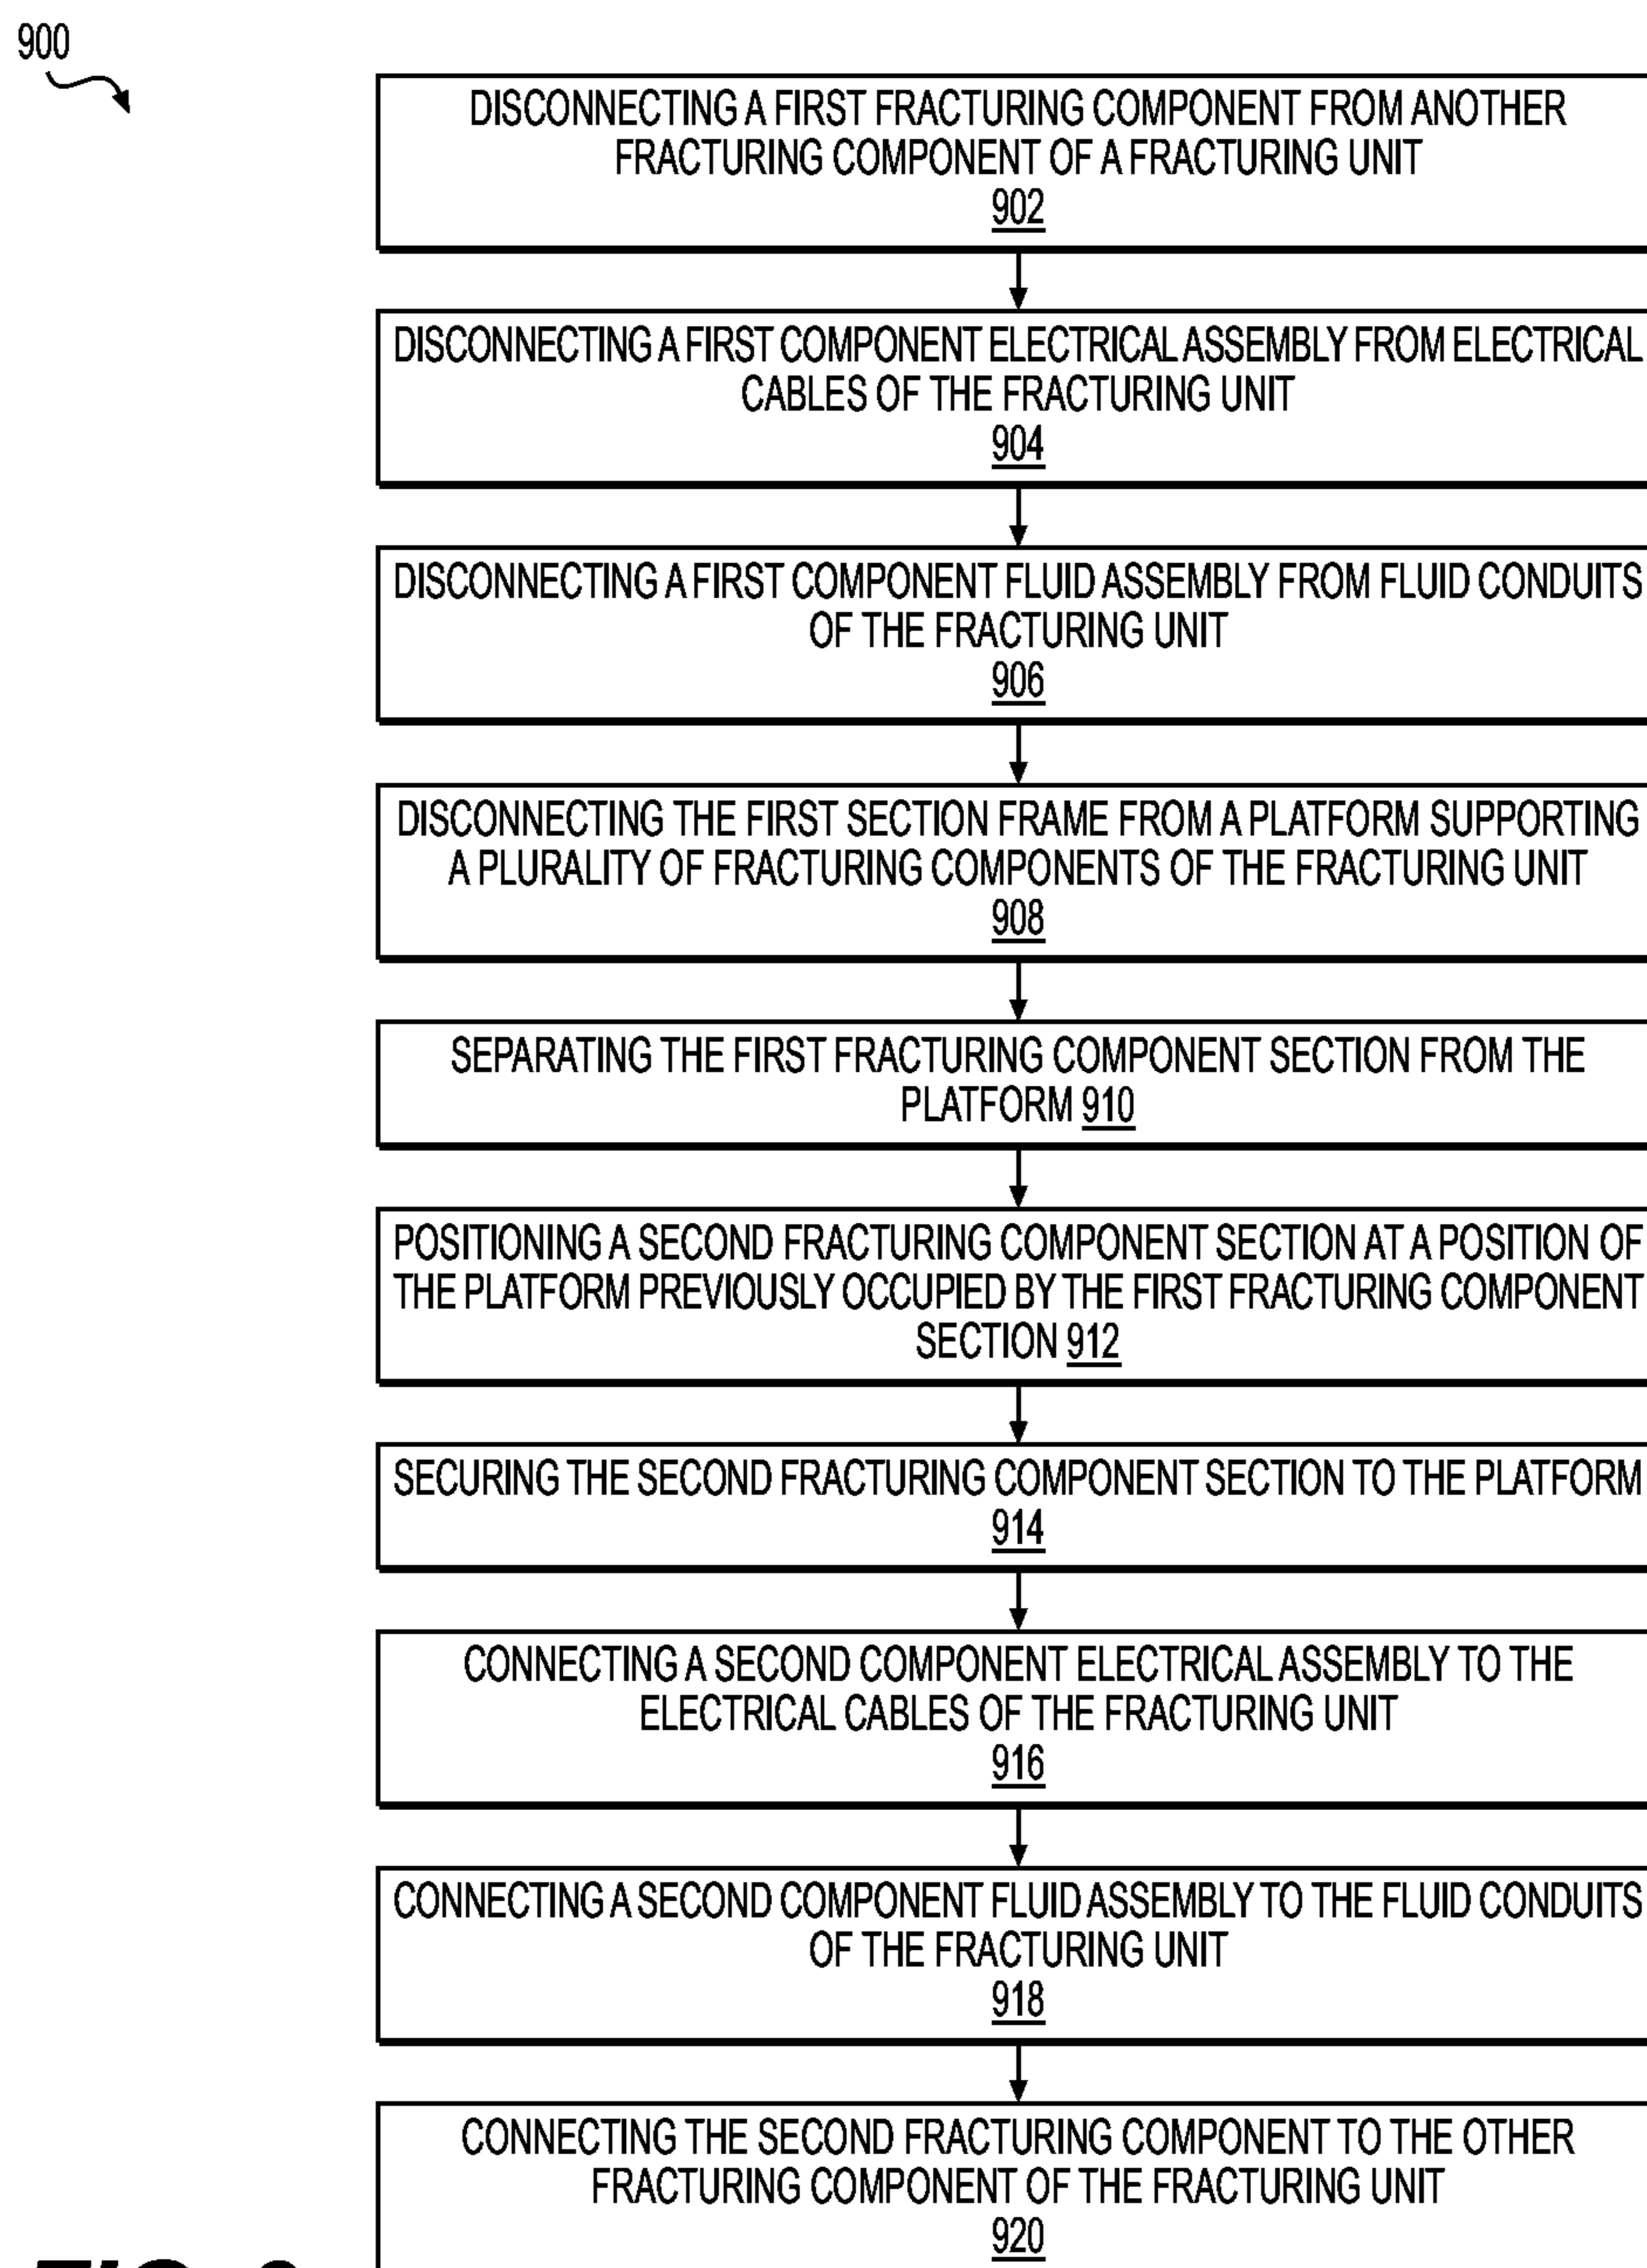 900
DISCONNECTING A FIRST FRACTURING COMPONENT FROM ANOTHER
FRACTURING COMPONENT OF A FRACTURING UNIT
902
DISCONNECTING A FIRST COMPONENT ELECTRICAL ASSEMBLY FROM ELECTRICAL
CABLES OF THE FRACTURING UNIT
904
DISCONNECTING A FIRST COMPONENT FLUID ASSEMBLY FROM FLUID CONDUITS
OF THE FRACTURING UNIT
906
DISCONNECTING THE FIRST SECTION FRAME FROM A PLATFORM SUPPORTING
A PLURALITY OF FRACTURING COMPONENTS OF THE FRACTURING UNIT
908
SEPARATING THE FIRST FRACTURING COMPONENT SECTION FROM THE
PLATFORM 910
POSITIONING A SECOND FRACTURING COMPONENT SECTION AT A POSITION OF
THE PLATFORM PREVIOUSLY OCCUPIED BY THE FIRST FRACTURING COMPONENT
SECTION 912
SECURING THE SECOND FRACTURING COMPONENT SECTION TO THE PLATFORM
914
CONNECTING A SECOND COMPONENT ELECTRICAL ASSEMBLY TO THE
ELECTRICAL CABLES OF THE FRACTURING UNIT
916
CONNECTING A SECOND COMPONENT FLUID ASSEMBLY TO THE FLUID CONDUITS
OF THE FRACTURING UNIT
918
CONNECTING THE SECOND FRACTURING COMPONENT TO THE OTHER
FRACTURING COMPONENT OF THE FRACTURING UNIT
920